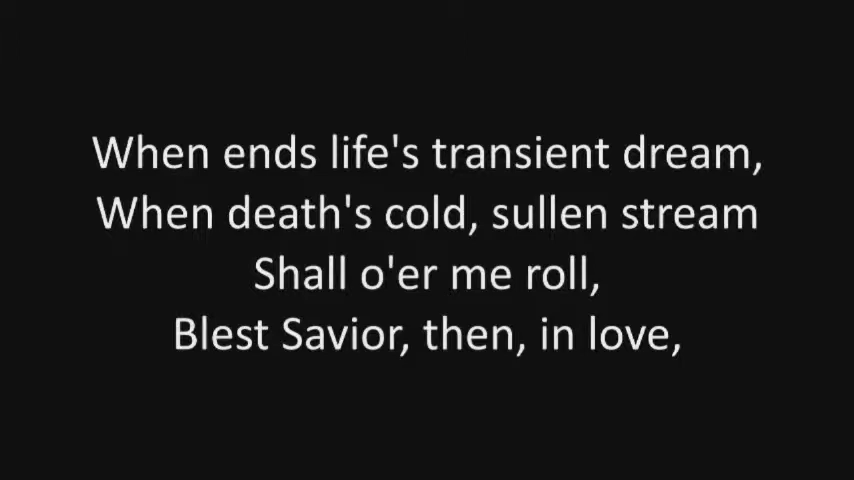 When ends life's transient dream,
When death's cold, sullen stream
Shall o'er me roll,
Blest Savior, then, in love,